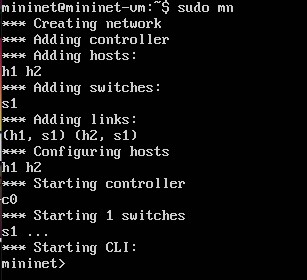 mininet@mininet-vm:~$ sudo mn
*** Creating network
*** Adding controller
*** Adding hosts:
h1 h2
*** Adding switches:
s1
*** Adding links:
(h1, s1) (h2, s1)
*** Configuring hosts
h1 h2
*** Starting controller
c0
*** Starting 1 switches
s1 ...
*** Starting CLI:
mininet>